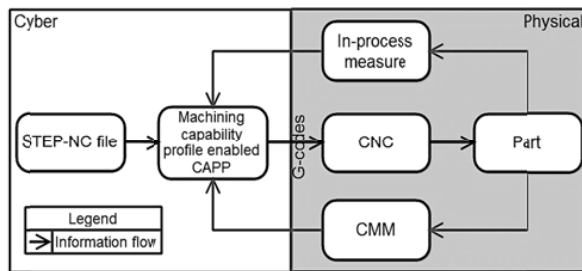 Cyber
Physical
In-process
measure
STEP-NC file
Machining
capability
profile enabled
CAPP
G-codes
CNC
Part
CMM
Legend
Information flow